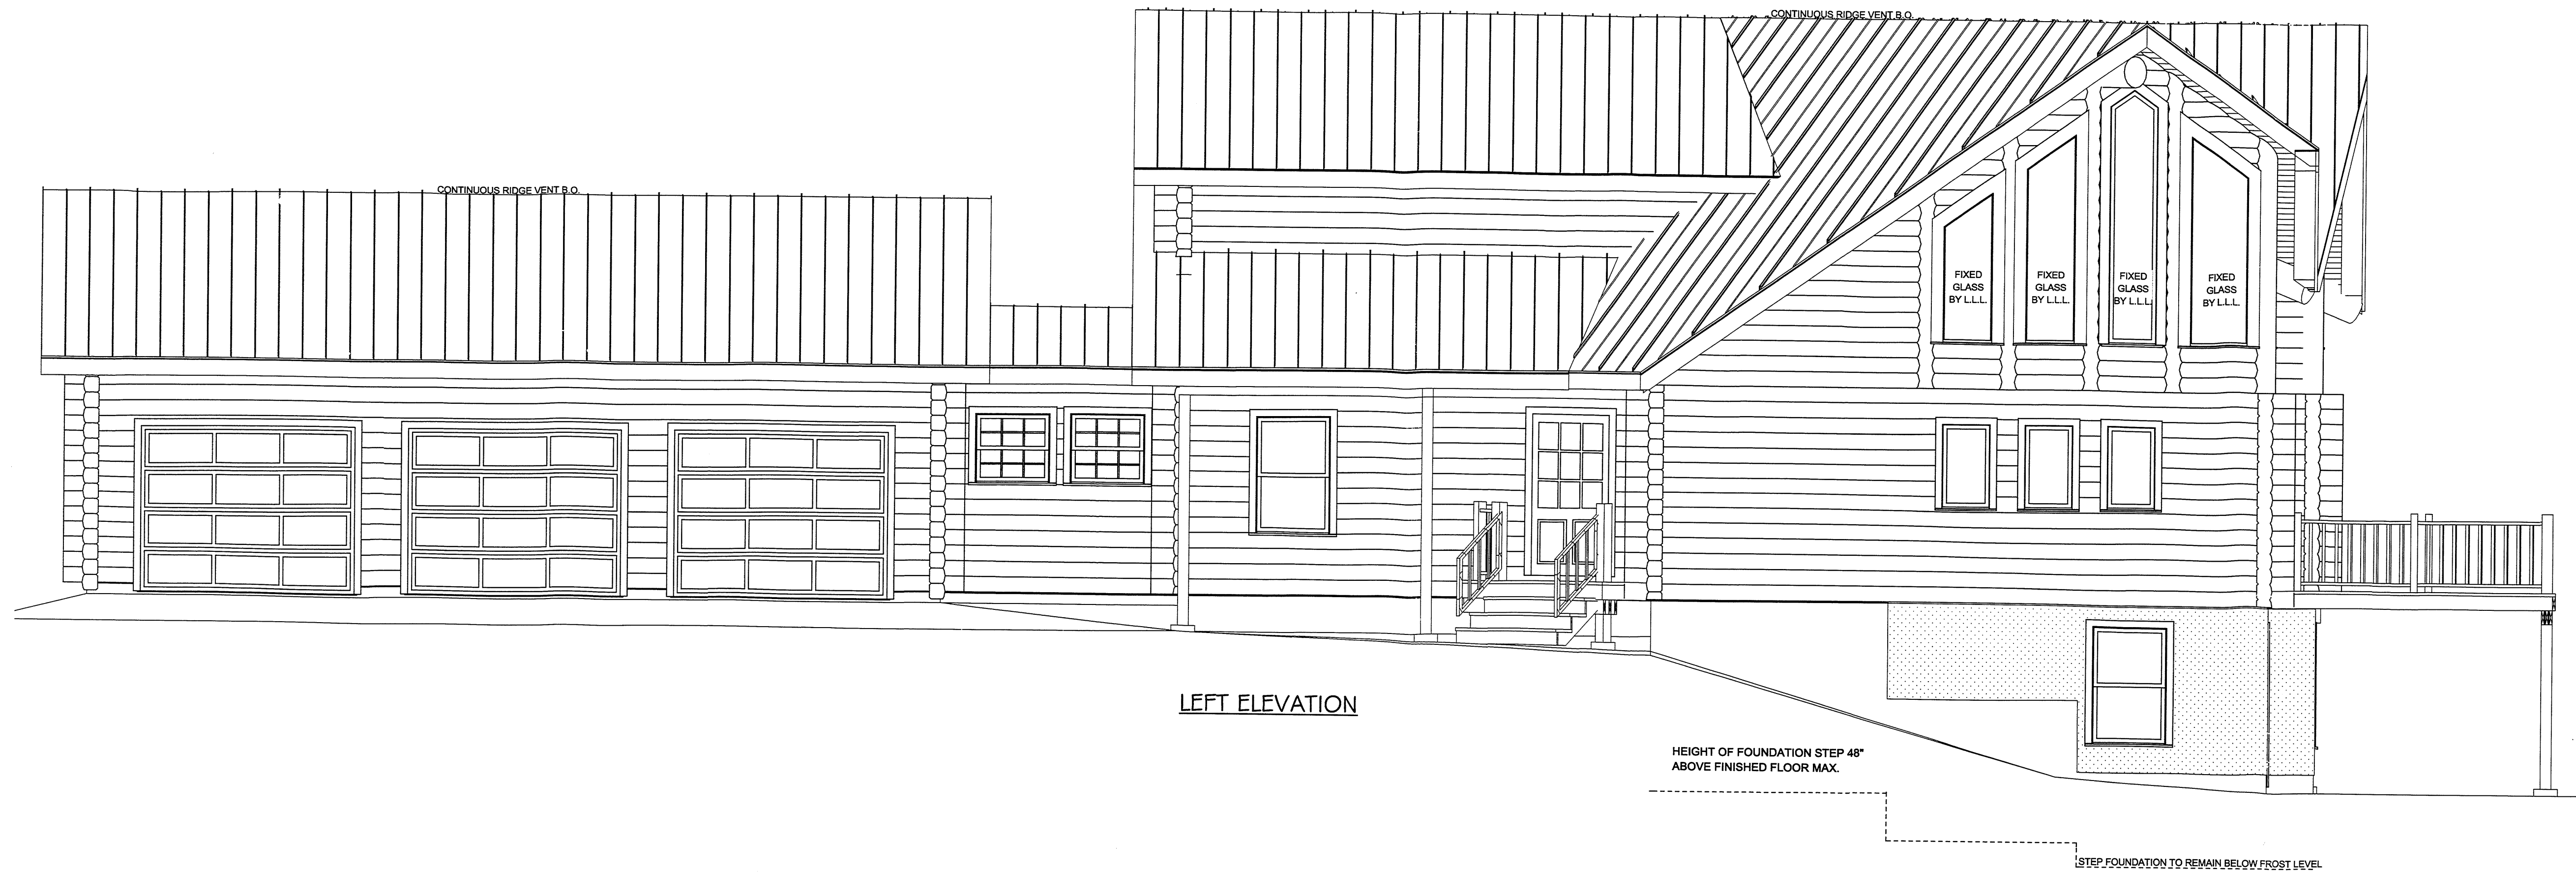 CONTINUOUS RIDGE VENT B.O.
CONTINUOUS RIDGE VENT B.O.
FIXED
GLASS
BY L.L.L.
FIXED
GLASS
BY L.L.L.
FIXED
GLASS
BY L.L.L.
FIXED
GLASS
BY L.L.L.
LEFT ELEVATION
HEIGHT OF FOUNDATION STEP 48"
ABOVE FINISHED FLOOR MAX.
STEP FOUNDATION TO REMAIN BELOW FROST LEVEL